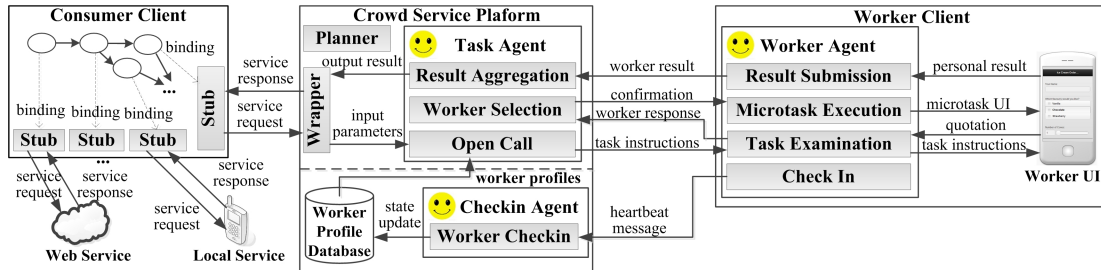 Consumer Client
binding
binding
binding
binding
Stub
Stub
Stub
Stub
...
...
service
request
service
response
service
request
service
response
Web Service
Local Service
service
response
service
request
Crowd Service Plaform
Planner
output result
Wrapper
input
parameters
Task Agent
Result Aggregation
Worker Selection
Open Call
worker profiles
Worker
Profile
Database
state
update
Checkin Agent
Worker Checkin
worker result
confirmation
worker response
task instructions
heartbeat
message
Worker Client
Worker Agent
Result Submission
Microtask Execution
Task Examination
Check In
personal result
microtask UI
quotation
task instructions
Worker UI